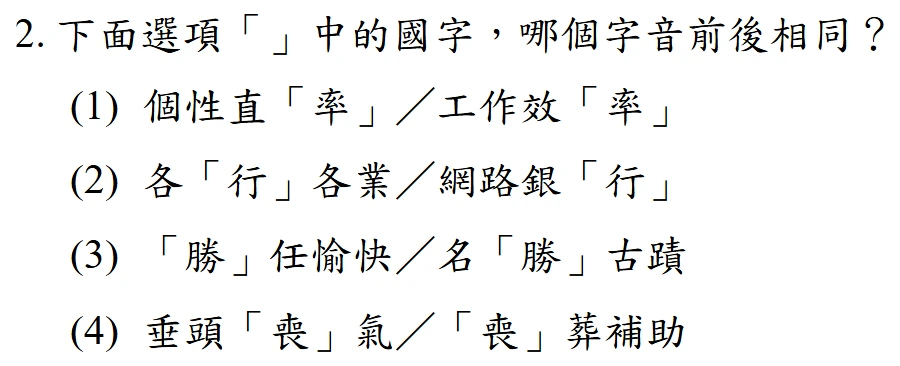 2. 下面選項「 」中的國字，哪個字音前後相同？
(1) 個性直「率」／工作效「率」
(2) 各「行」各業／網路銀「行」
(3) 「勝」任愉快／名「勝」古蹟
(4) 垂頭「喪」氣／「喪」葬補助